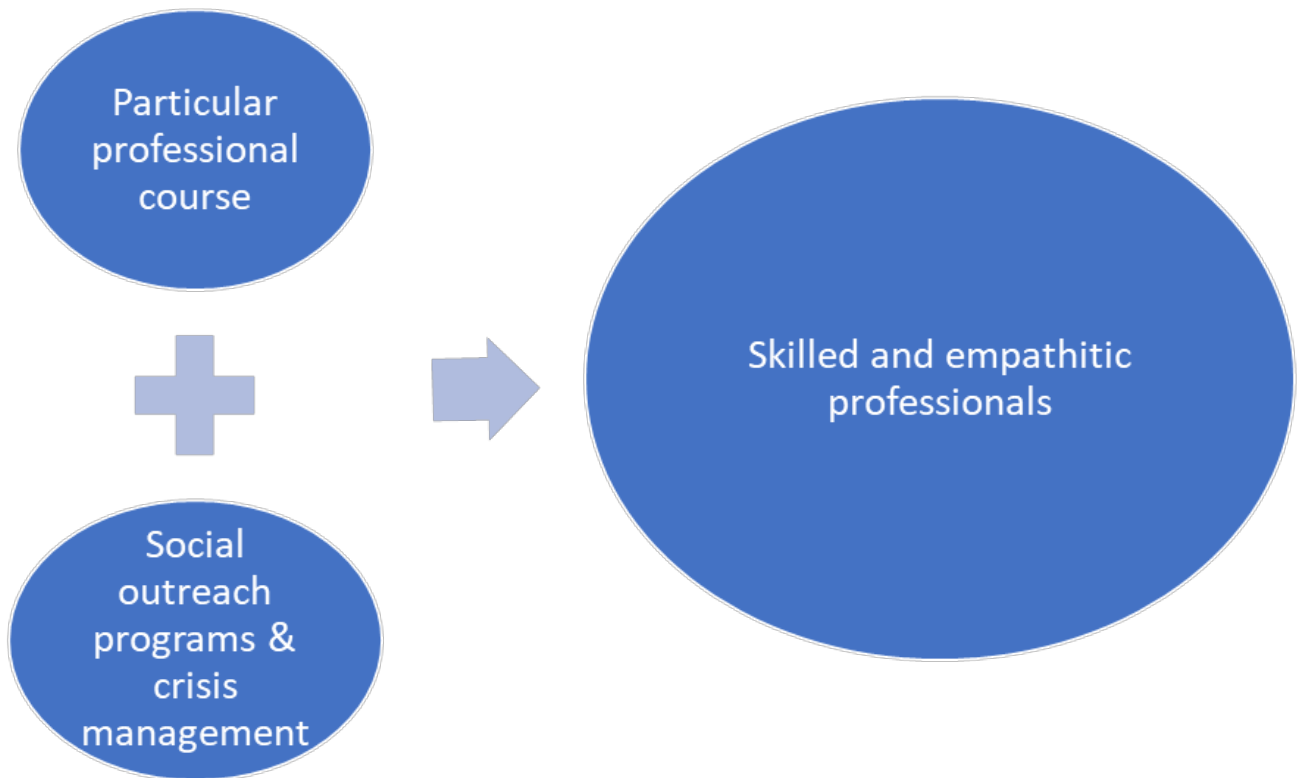 Particular
professional
course
Social
outreach
programs &
crisis
management
Skilled and empathitic
professionals